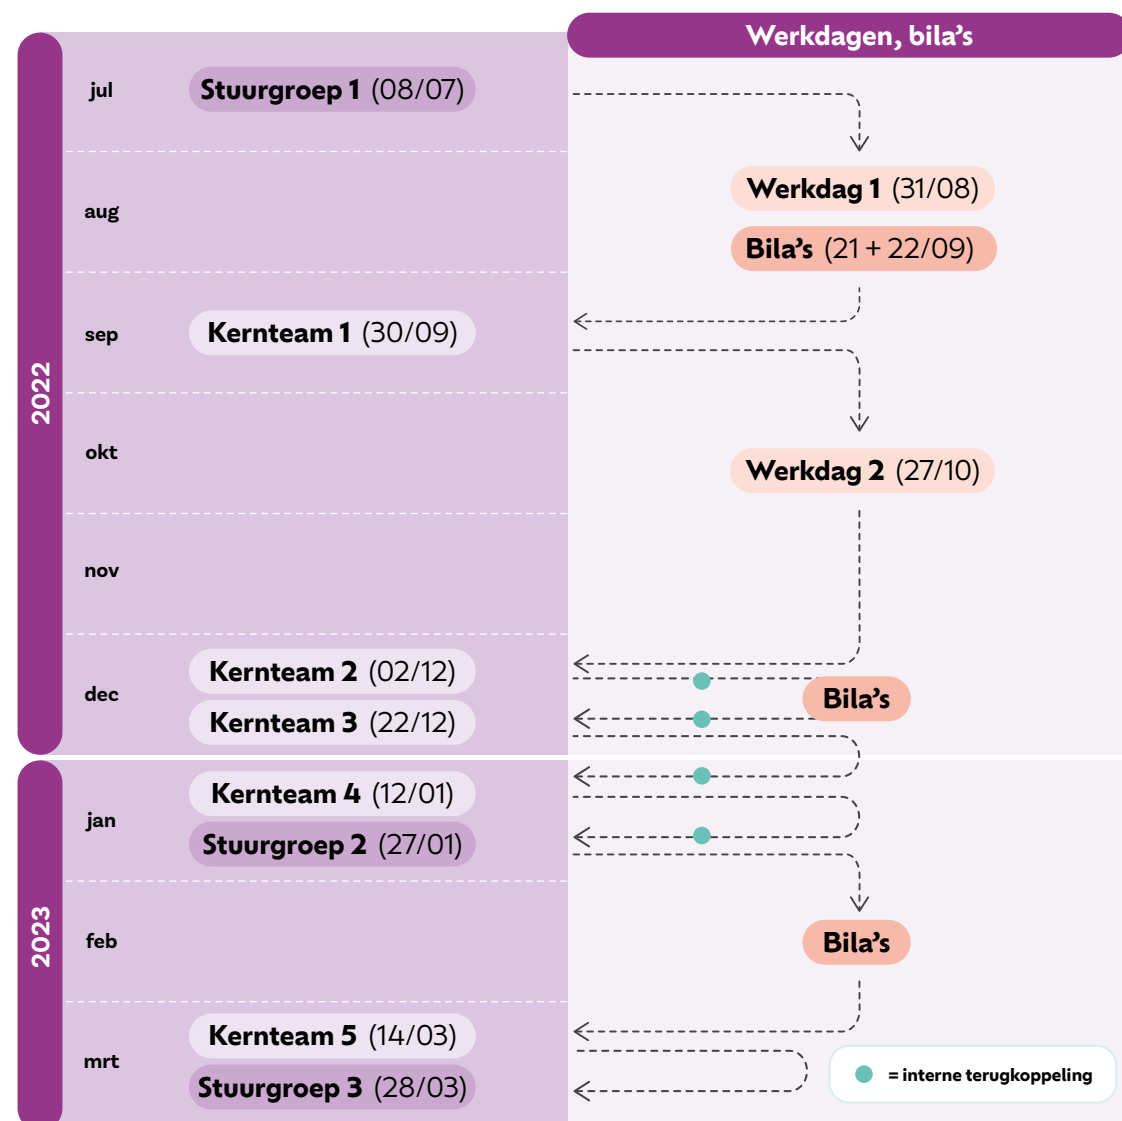 Werkdagen, bila’s
2022
jul
Stuurgroep 1 (08/07)
Werkdag 1 (31/08)
aug
Bila’s (21 + 22/09)
sep
Kernteam 1 (30/09)
okt
Werkdag 2 (27/10)
nov
dec
Kernteam 2 (02/12)
Bila’s
Kernteam 3 (22/12)
2023
jan
Kernteam 4 (12/01)
Stuurgroep 2 (27/01)
feb
Bila’s
mrt
Kernteam 5 (14/03)
Stuurgroep 3 (28/03)
= interne terugkoppeling